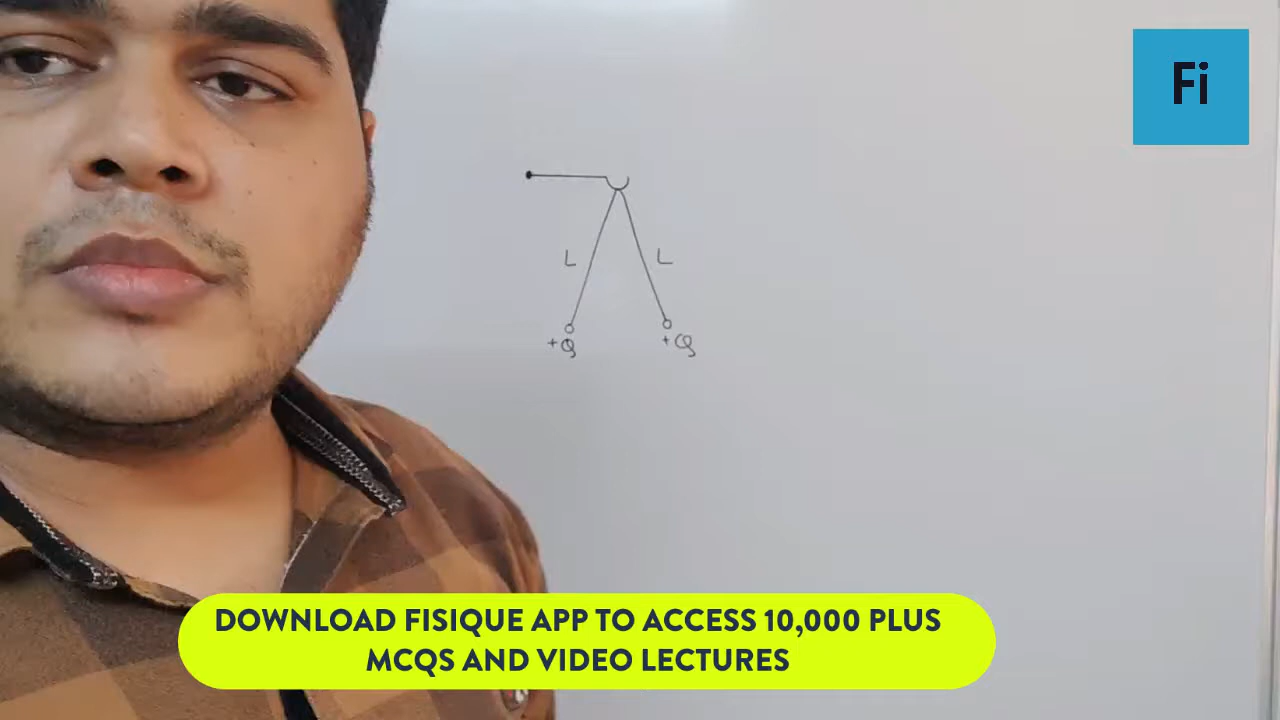 Fi
L
L
+Q
+Q
DOWNLOAD FISIQUE APP TO ACCESS 10,000 PLUS
MCQS AND VIDEO LECTURES